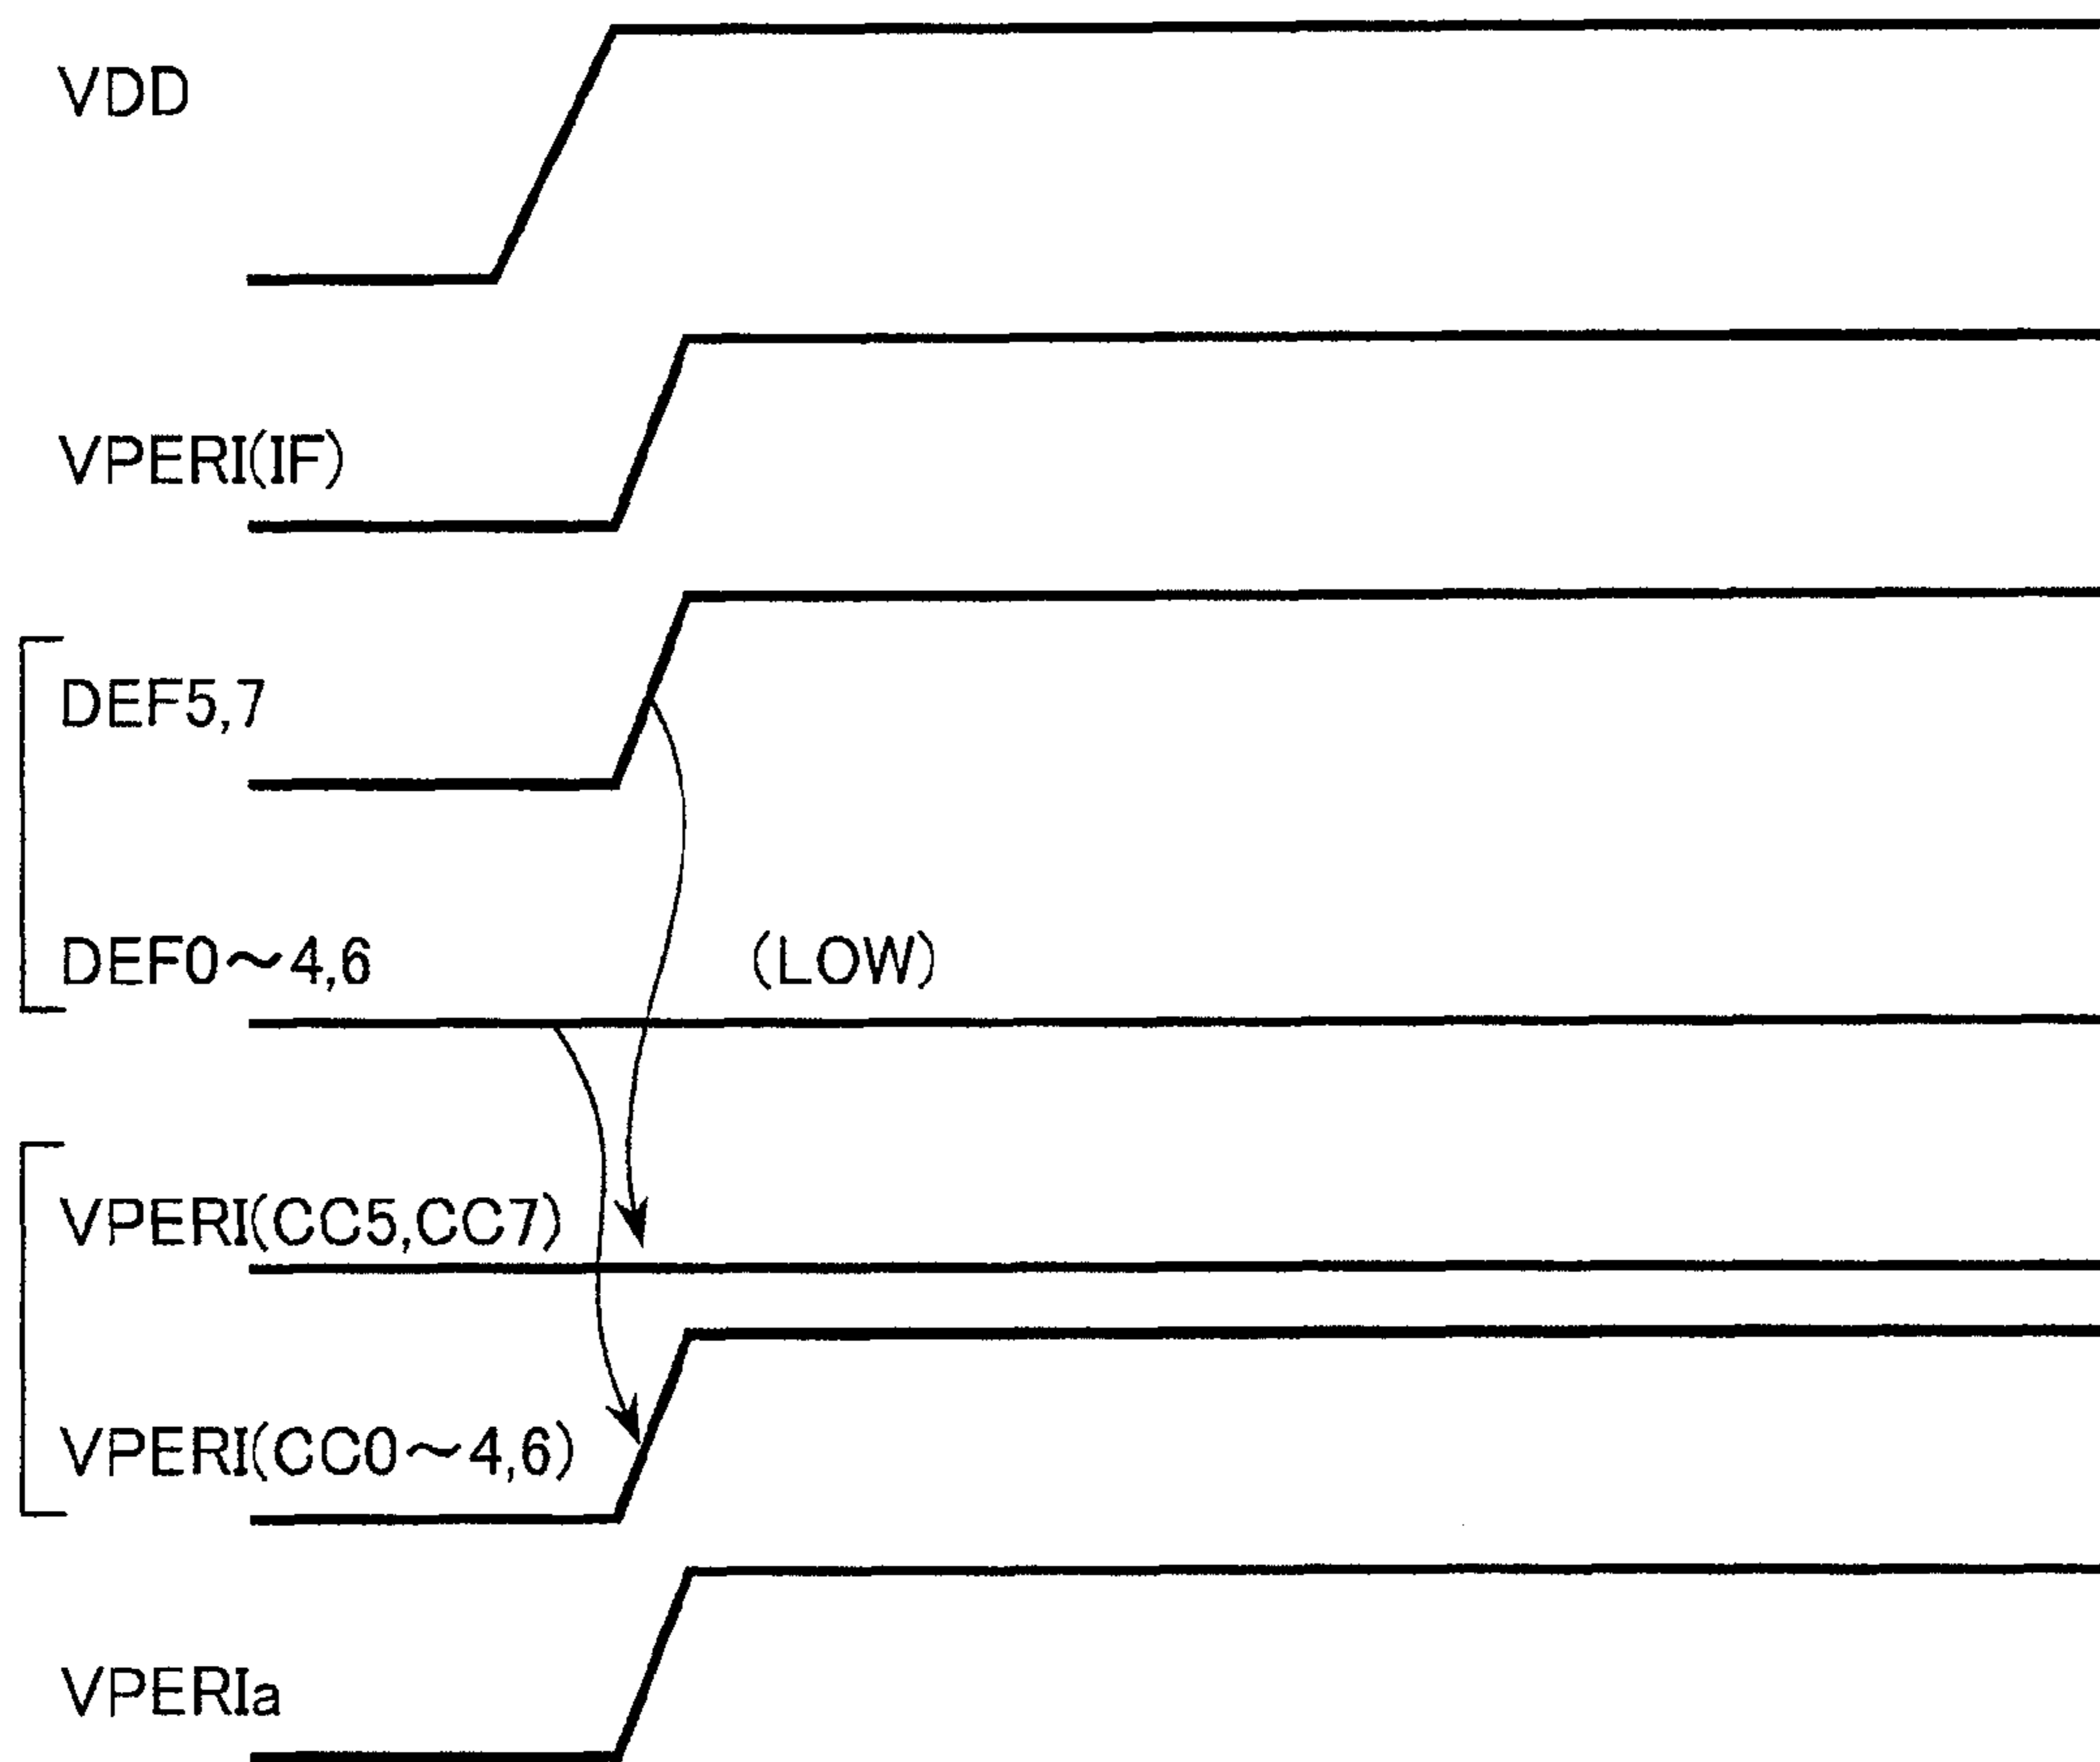 VDD
VPERI(IF)
DEF5,7
DEF0～4,6
(LOW)
VPERI(CC5,CC7)
VPERI(CC0～4,6)
VPERIa